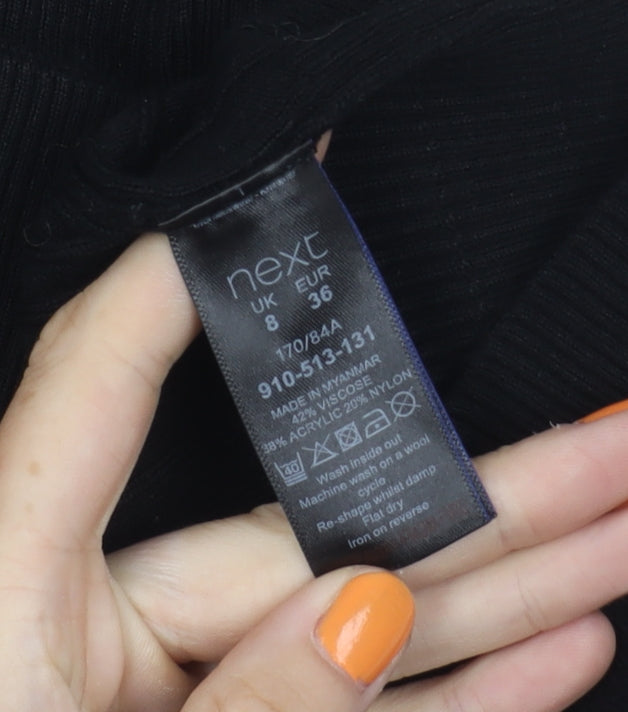 next
UK EUR
8 36
170/84A
910-513-131
MADE IN MYANMAR
42% VISCOSE
38% ACRYLIC 20% NYLON
40
Wash inside out
Machine wash on a wool
cycle
Re-shape whilst damp
Flat dry
Iron on reverse